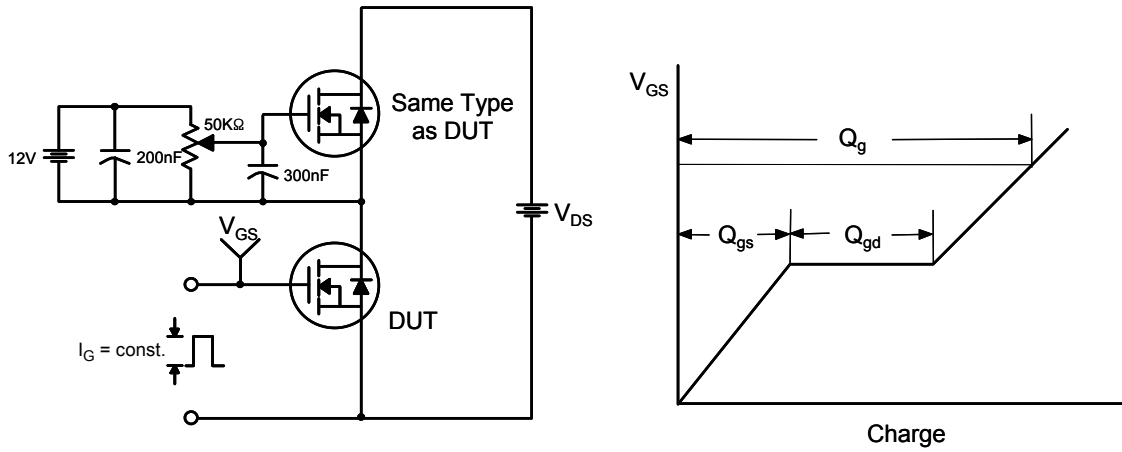 50KΩ
12V
200nF
300nF
Same Type
as DUT
V_GS
DUT
I_G = const.
V_DS
V_GS
Q_g
Q_gs
Q_gd
Charge